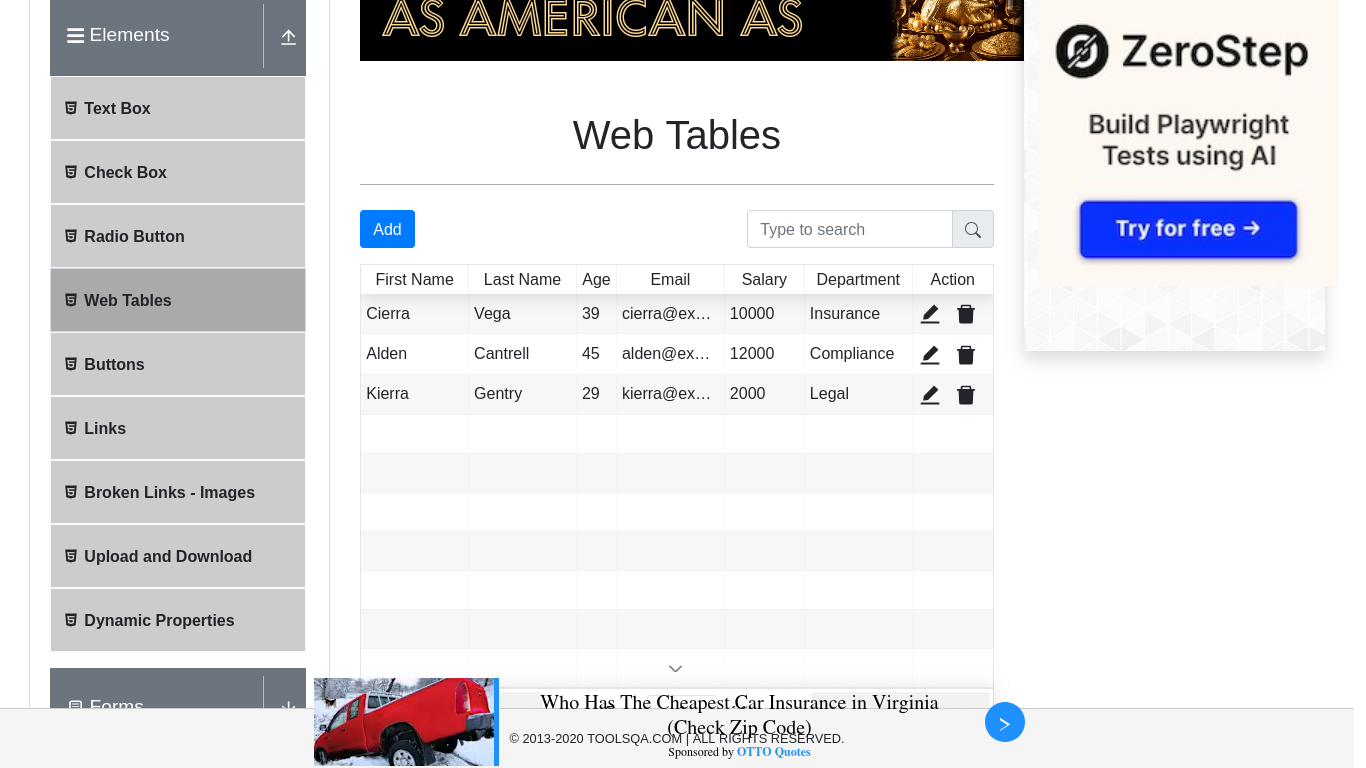 AS AMERICAN AS
Elements
Text Box
Check Box
Radio Button
Web Tables
Buttons
Links
Broken Links - Images
Upload and Download
Dynamic Properties
Forms
Web Tables
Add
Type to search
First Name Last Name Age Email Salary Department Action
Cierra Vega 39 cierra@ex… 10000 Insurance
Alden Cantrell 45 alden@ex… 12000 Compliance
Kierra Gentry 29 kierra@ex… 2000 Legal
ZeroStep
Build Playwright
Tests using AI
Try for free →
Who Has The Cheapest Car Insurance in Virginia
(Check Zip Code)
© 2013-2020 TOOLSQA.COM | ALL RIGHTS RESERVED.
Sponsored by OTTO Quotes